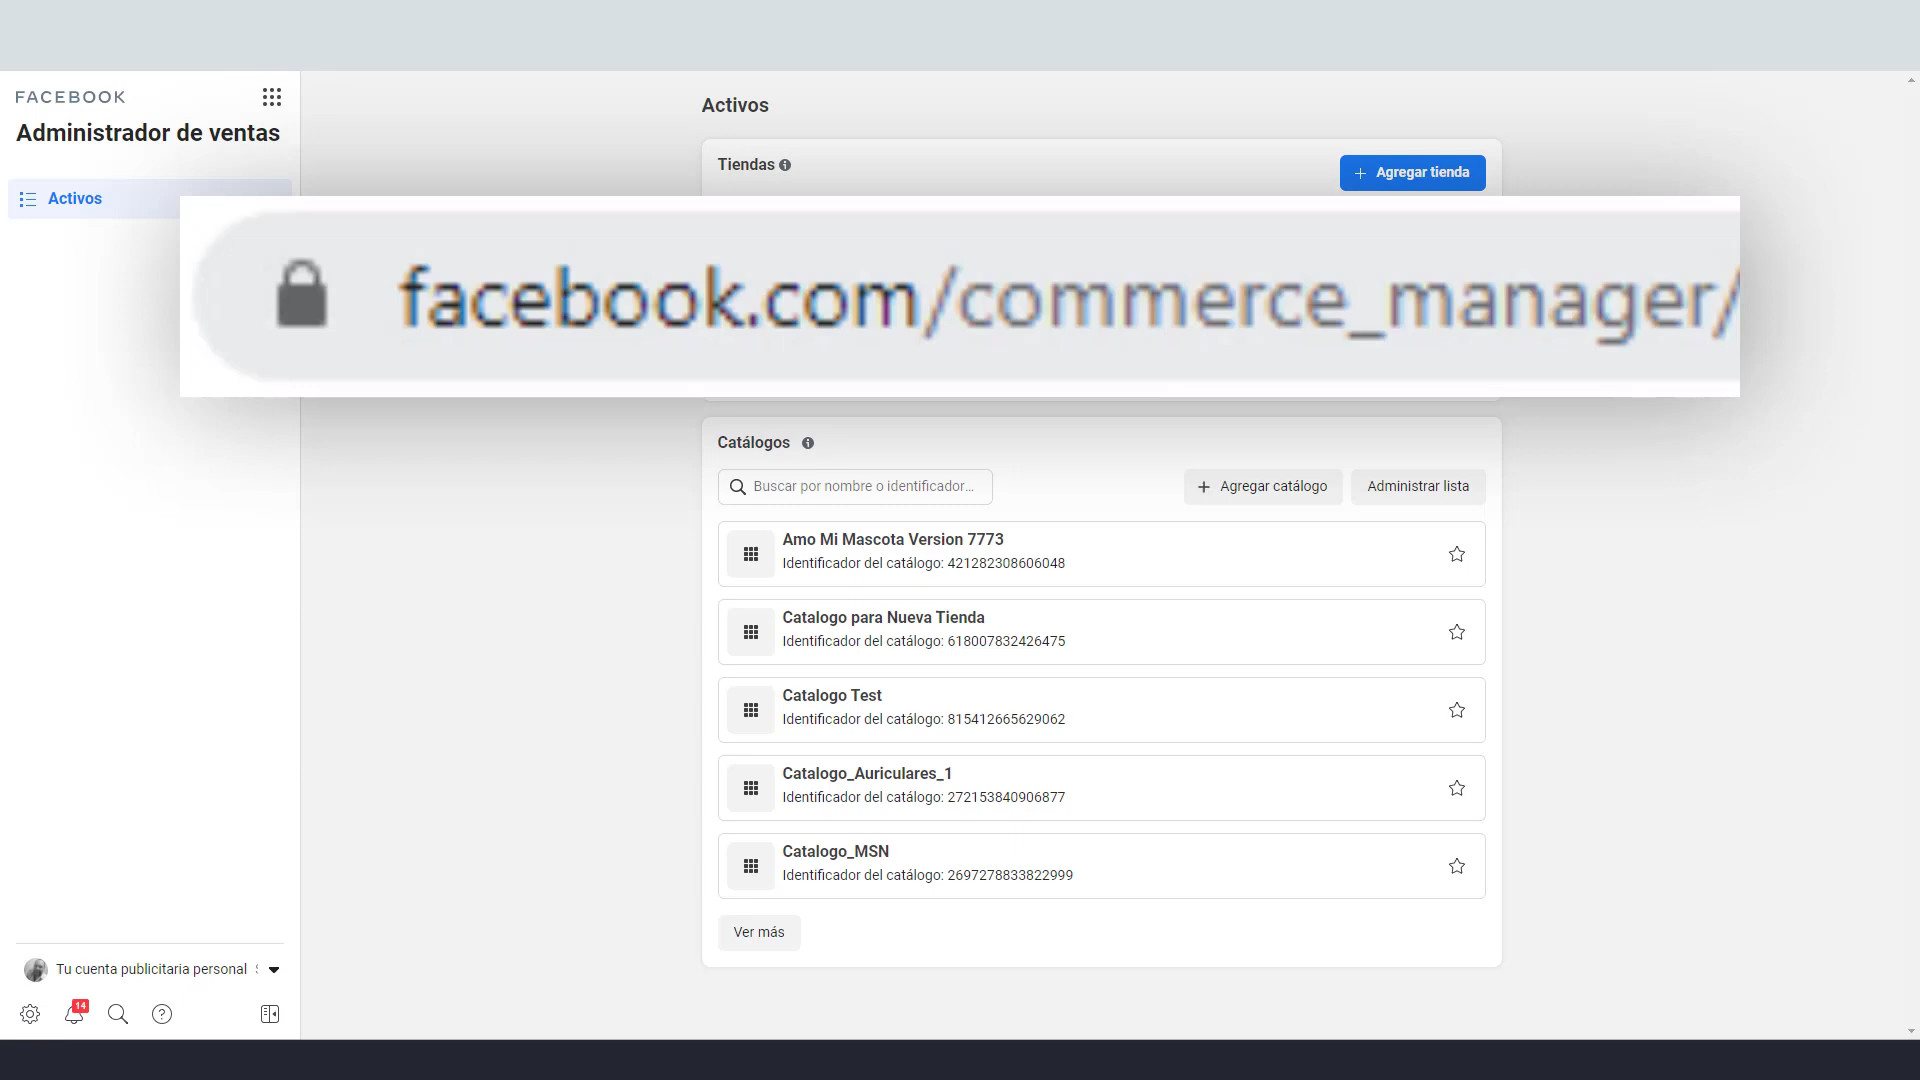 FACEBOOK
Administrador de ventas
Activos
Activos
Tiendas
Agregar tienda
facebook.com/commerce_manager/
Catálogos
Buscar por nombre o identificador...
Agregar catálogo
Administrar lista
Amo Mi Mascota Version 7773
Identificador del catálogo: 421282308606048
Catalogo para Nueva Tienda
Identificador del catálogo: 618007832426475
Catalogo Test
Identificador del catálogo: 815412665629062
Catalogo_Auriculares_1
Identificador del catálogo: 272153840906877
Catalogo_MSN
Identificador del catálogo: 2697278833822999
Ver más
Tu cuenta publicitaria personal
14